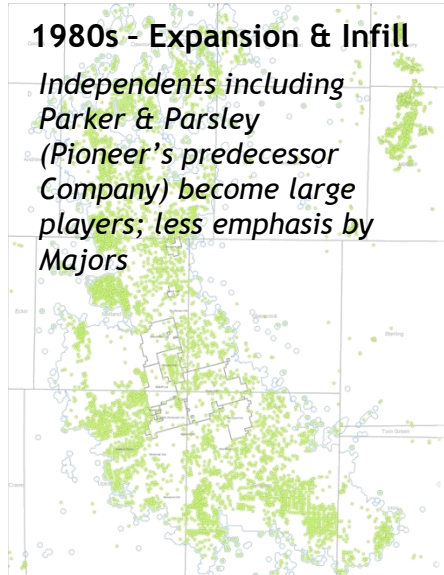 1980s – Expansion & Infill
Independents including
Parker & Parsley
(Pioneer’s predecessor
Company) become large
players; less emphasis by
Majors
Ector
Sterling
Tom Green
Crane